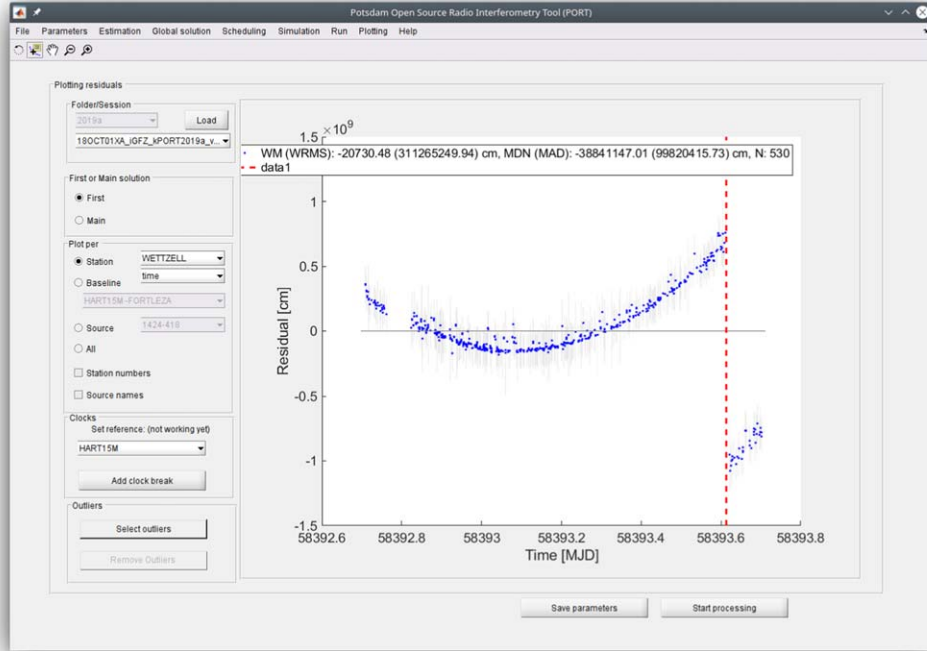 Potsdam Open Source Radio Interferometry Tool (PORT)
File Parameters Estimation Global solution Scheduling Simulation Run Plotting Help
Plotting residuals
Folder/Session
2019a Load
18OCT01XA_iGFZ_kPORT2019a_v...
First or Main solution
First
Main
Plot per
Station WETTZELL
Baseline time
HART15M-FORTLEZA
Source 1424-418
All
Station numbers
Source names
Clocks
Set reference: (not working yet)
HART15M
Add clock break
Outliers
Select outliers
Remove Outliers
1.5 ×10^9
WM (WRMS): -20730.48 (311265249.94) cm, MDN (MAD): -38841147.01 (99820415.73) cm, N: 530
data1
1
0.5
0
-0.5
-1
-1.5
Residual [cm]
58392.6 58392.8 58393 58393.2 58393.4 58393.6 58393.8
Time [MJD]
Save parameters Start processing